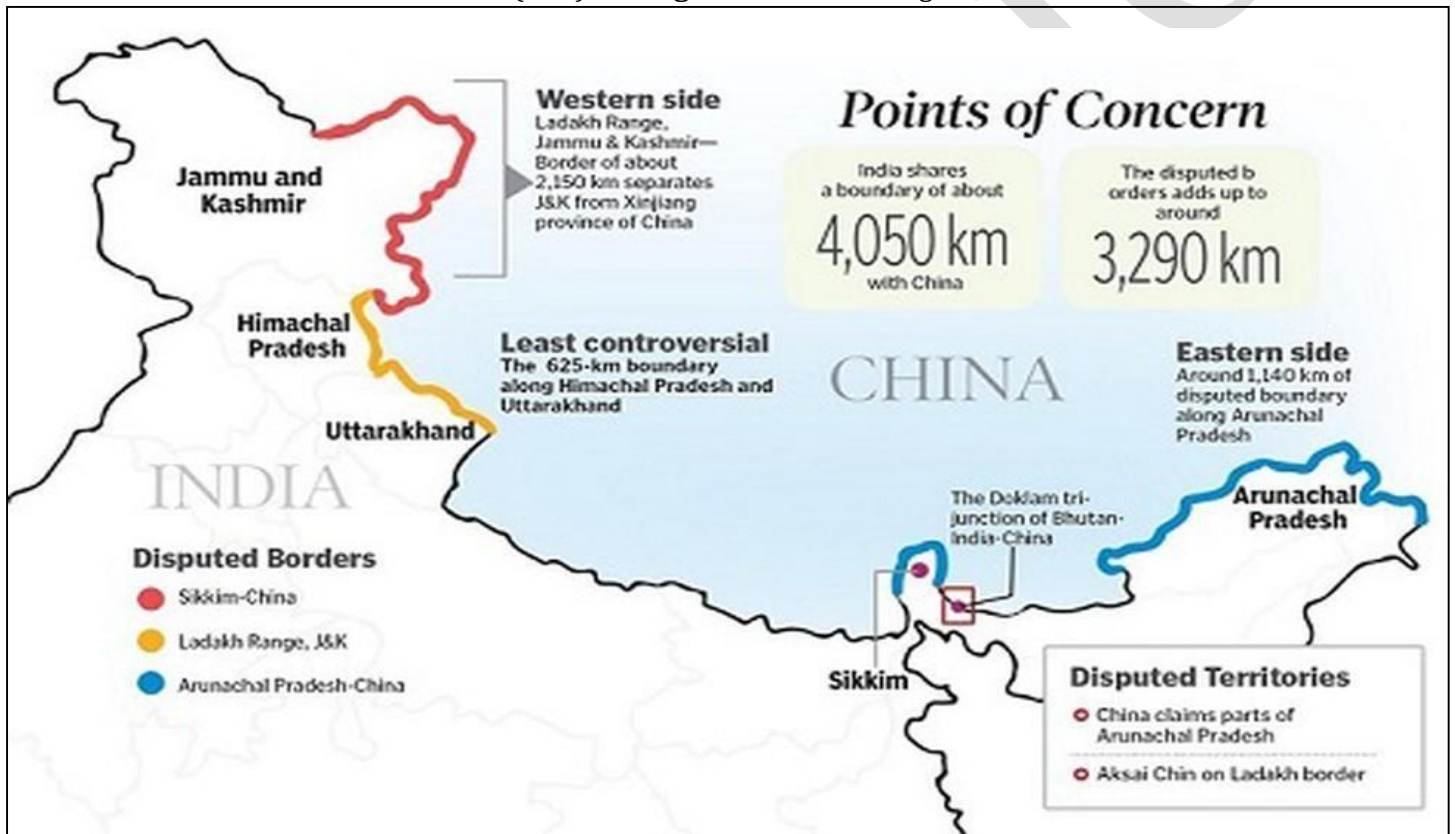 Points of Concern
Western side
Ladakh Range,
Jammu & Kashmir—
Border of about
2,150 km separates
J&K from Xinjiang
province of China
India shares
a boundary of about
4,050 km
with China
The disputed b
orders adds up to
around
3,290 km
Jammu and
Kashmir
Himachal
Pradesh
Least controversial
The 625-km boundary
along Himachal Pradesh and
Uttarakhand
CHINA
Eastern side
Around 1,140 km of
disputed boundary
along Arunachal
Pradesh
Uttarakhand
INDIA
The Doklam tri-
junction of Bhutan-
India-China
Arunachal
Pradesh
Disputed Borders
Sikkim-China
Ladakh Range, J&K
Arunachal Pradesh-China
Sikkim
Disputed Territories
China claims parts of
Arunachal Pradesh
Aksai Chin on Ladakh border